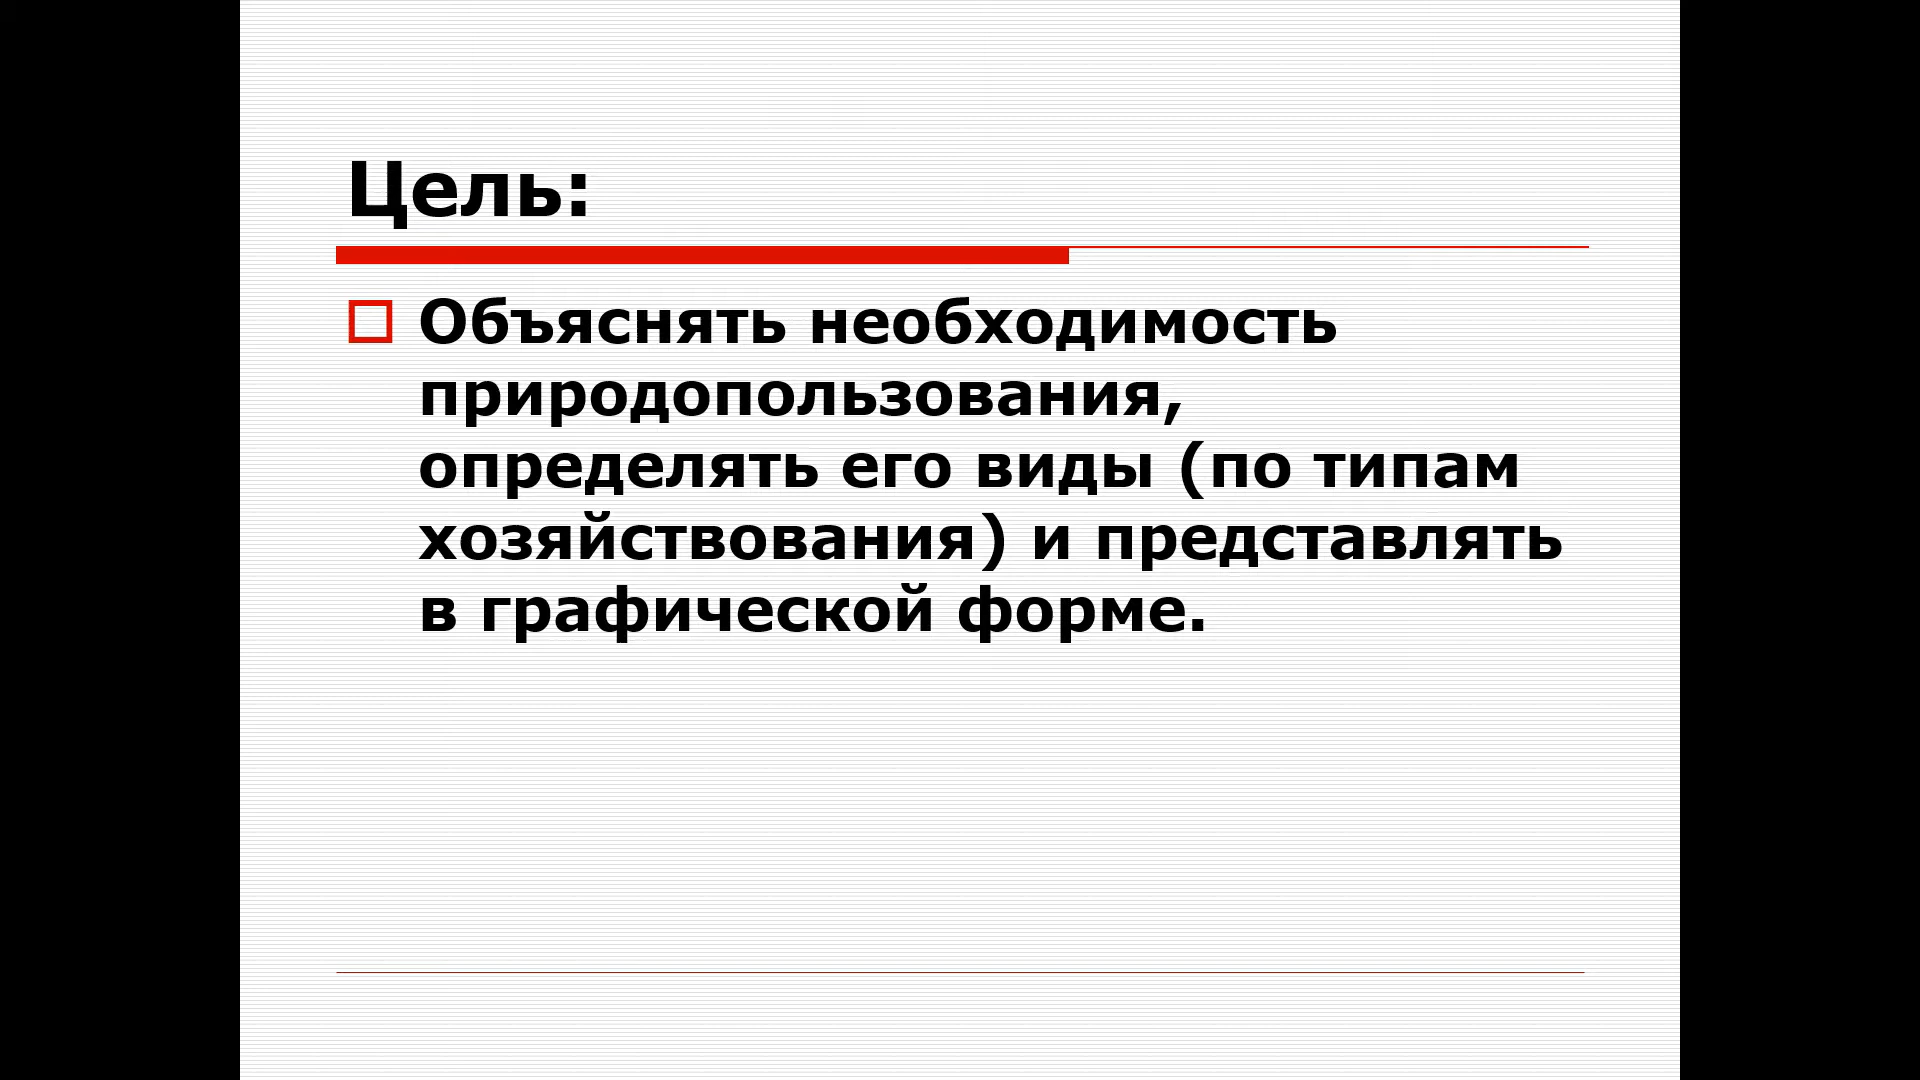 Цель:
Объяснять необходимость
природопользования,
определять его виды (по типам
хозяйствования) и представлять
в графической форме.